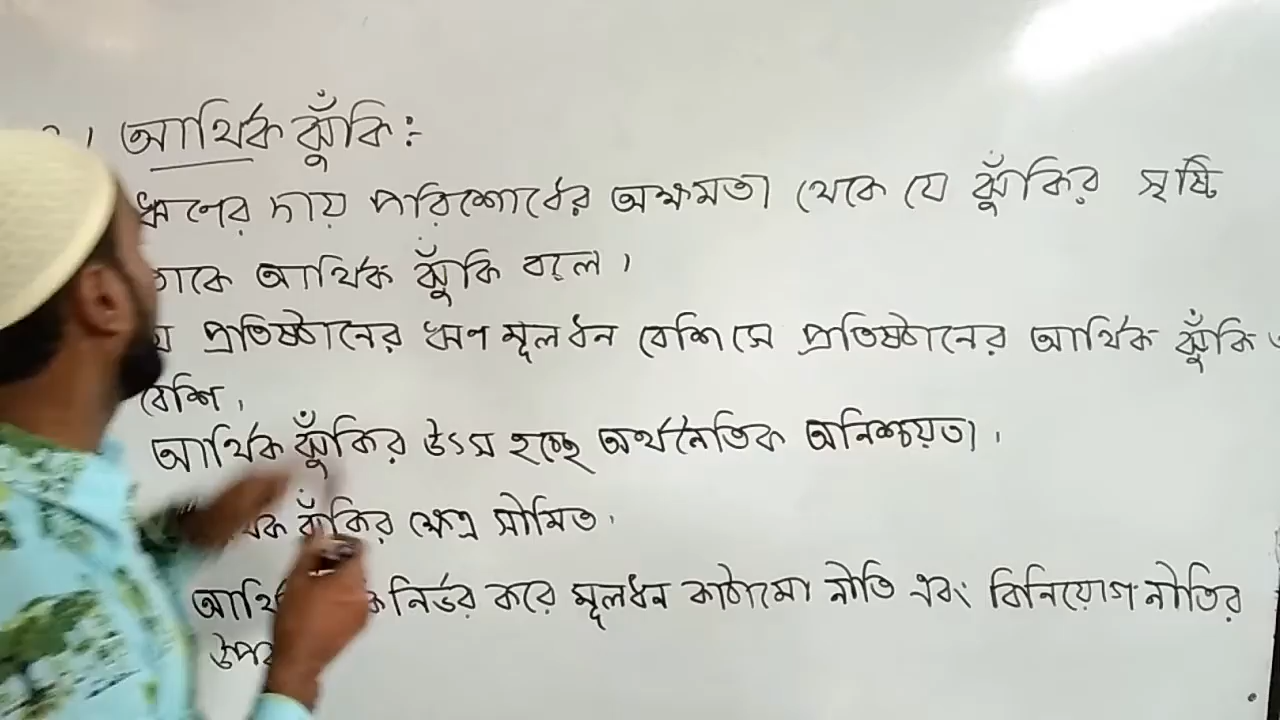 আর্থিক ঝুঁকি ঃ-
ঋণের দায় পরিশোধের অক্ষমতা থেকে যে ঝুঁকির সৃষ্টি
তাকে আর্থিক ঝুঁকি বলে।
প্রতিষ্ঠানের ঋণ মূলধন বেশি সে প্রতিষ্ঠানের আর্থিক ঝুঁকি
বেশি।
আর্থিক ঝুঁকির উৎস হচ্ছে অর্থনৈতিক অনিশ্চয়তা।
ঝুঁকির ক্ষেত্র সীমিত।
নির্ভর করে মূলধন কাঠামো নীতি এবং বিনিয়োগ নীতির